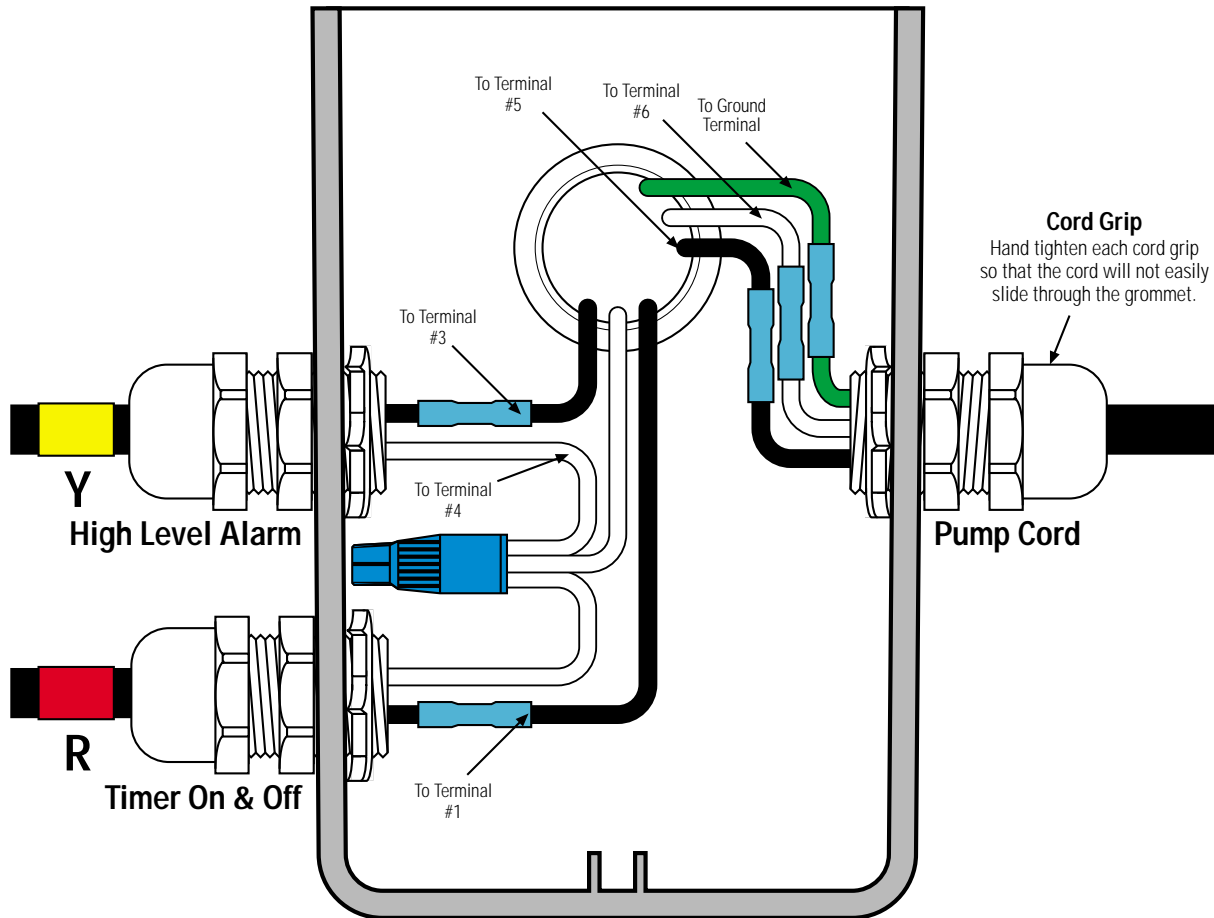 To Terminal
#5
To Terminal
#6
To Ground
Terminal
Cord Grip
Hand tighten each cord grip
so that the cord will not easily
slide through the grommet.
To Terminal
#3
Y
High Level Alarm
To Terminal
#4
Pump Cord
R
Timer On & Off
To Terminal
#1